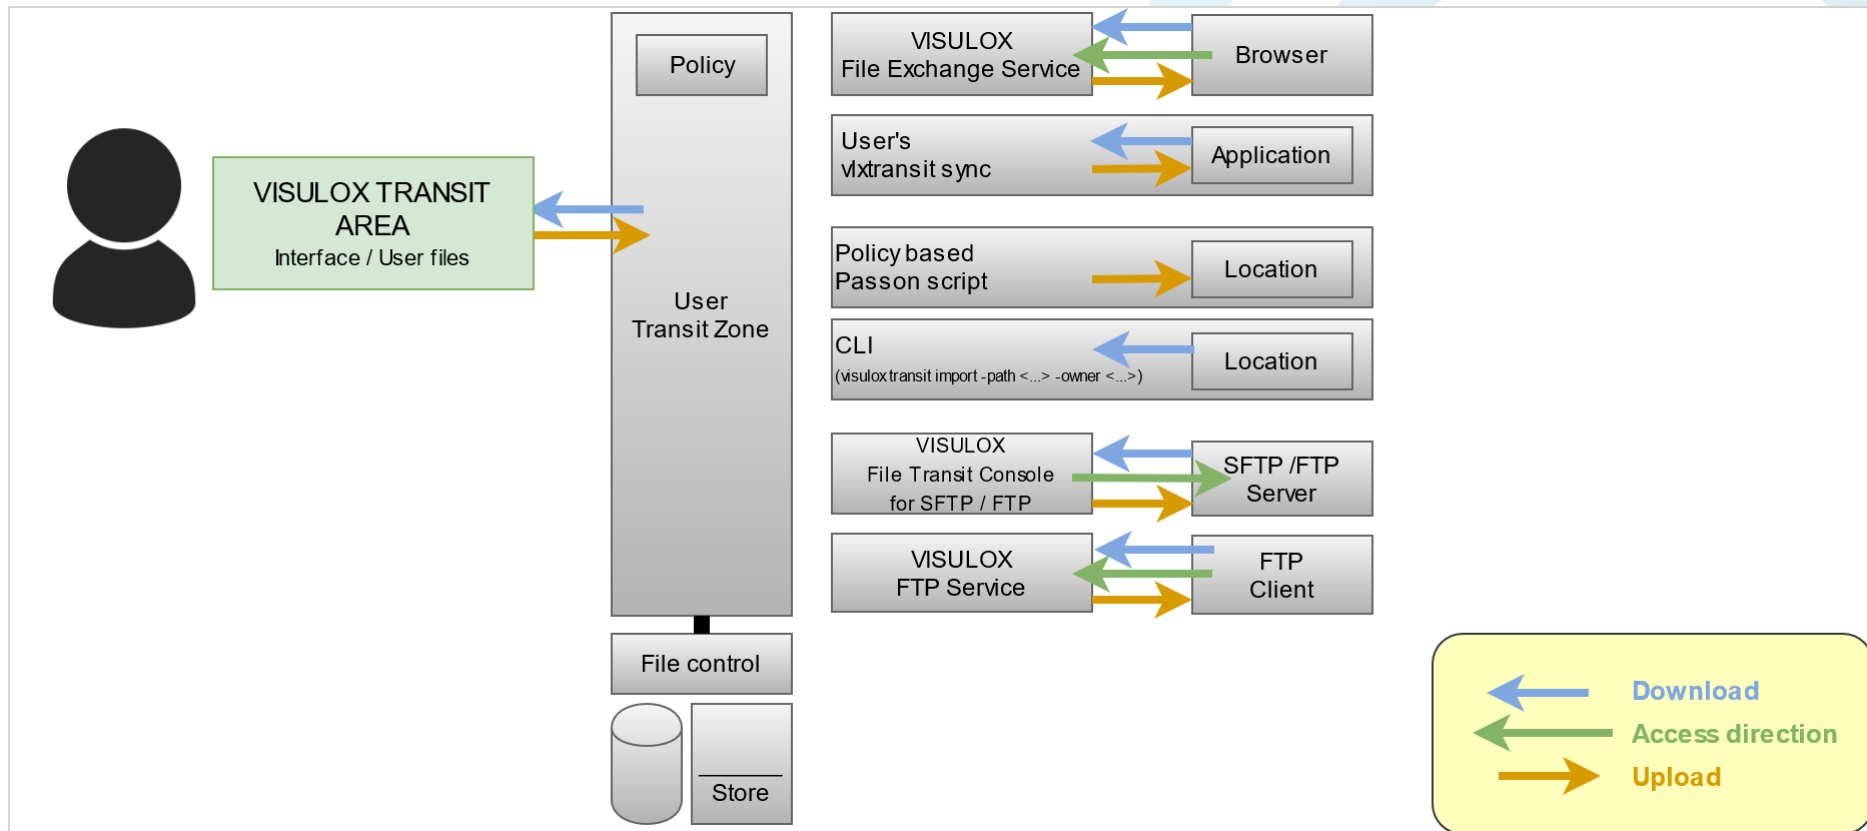 VISULOX TRANSIT
AREA
Interface / User files
Policy
User
Transit Zone
File control
Store
VISULOX
File Exchange Service
Browser
User's
vlxtransit sync
Application
Policy based
Passon script
Location
CLI
(visulox transit import -path <...> -owner <...>)
Location
VISULOX
File Transit Console
for SFTP / FTP
SFTP /FTP
Server
VISULOX
FTP Service
FTP
Client
Download
Access direction
Upload